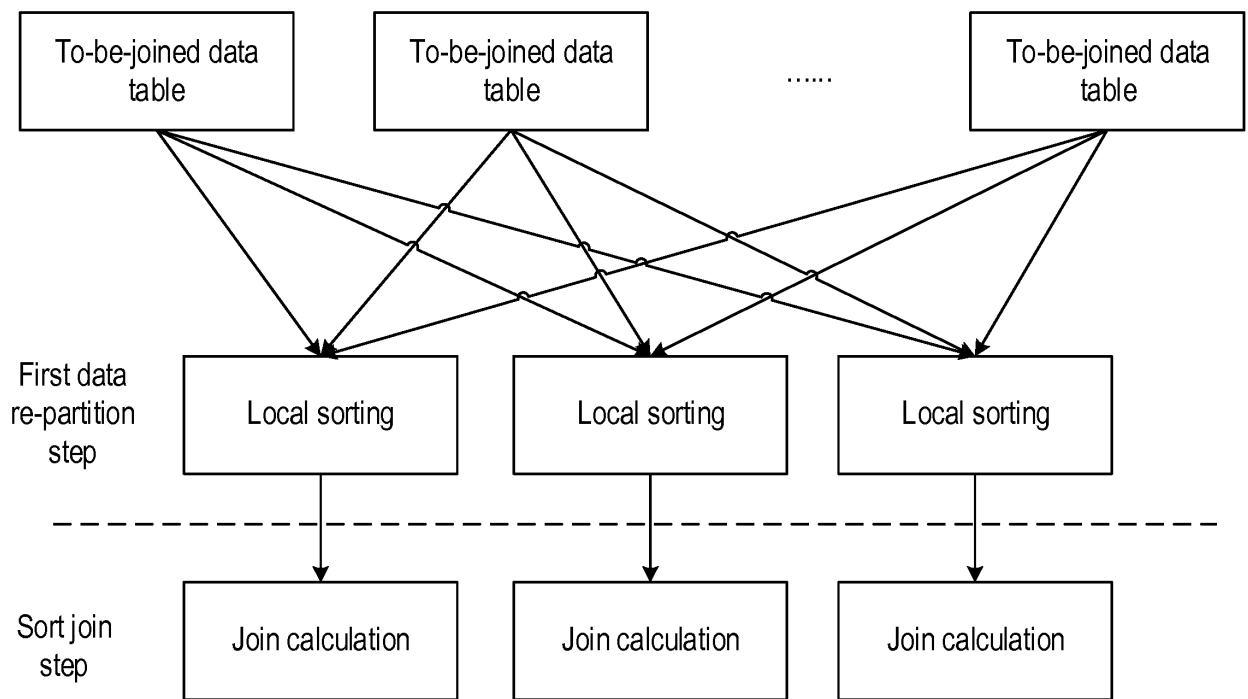 To-be-joined data
table
To-be-joined data
table
......
To-be-joined data
table
First data
re-partition
step
Local sorting
Local sorting
Local sorting
Sort join
step
Join calculation
Join calculation
Join calculation